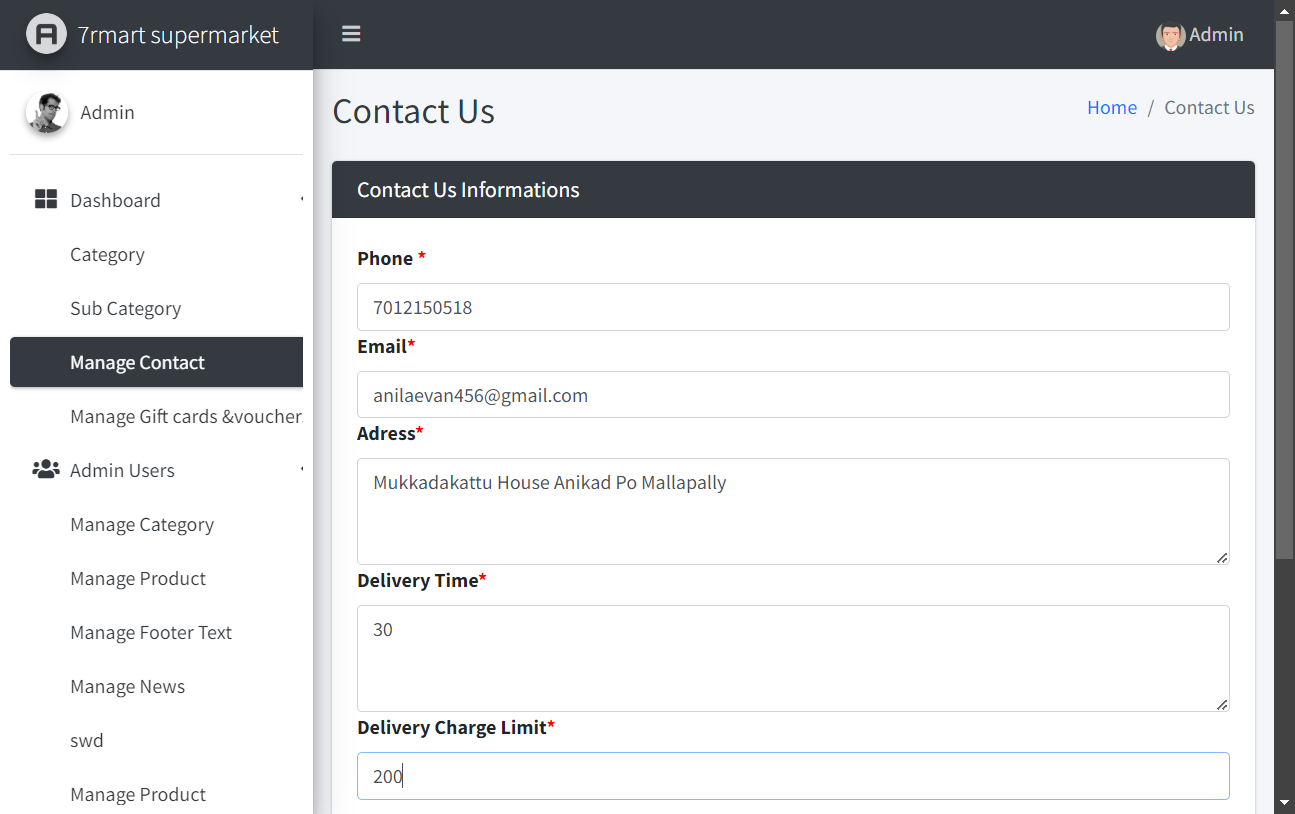 7rmart supermarket
Admin
Admin
Contact Us
Home / Contact Us
Dashboard
Category
Sub Category
Manage Contact
Manage Gift cards &voucher
Admin Users
Manage Category
Manage Product
Manage Footer Text
Manage News
swd
Manage Product
Contact Us Informations
Phone *
7012150518
Email*
anilaevan456@gmail.com
Adress*
Mukkadakattu House Anikad Po Mallapally
Delivery Time*
30
Delivery Charge Limit*
200